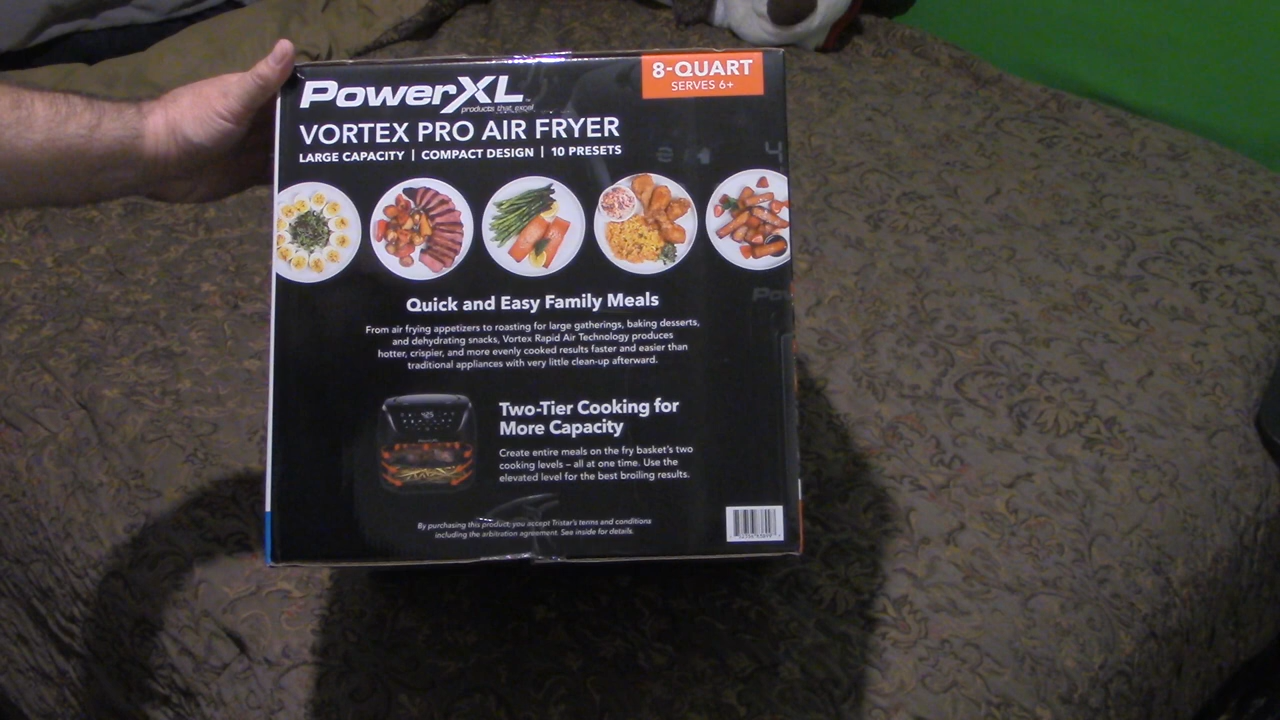 PowerXL
products that excel
8-QUART
SERVES 6+
VORTEX PRO AIR FRYER
LARGE CAPACITY | COMPACT DESIGN | 10 PRESETS
Quick and Easy Family Meals
From air frying appetizers to roasting for large gatherings, baking desserts,
and dehydrating snacks, Vortex Rapid Air Technology produces
hotter, crispier, and more evenly cooked results faster and easier than
traditional appliances with very little clean-up afterward.
Two-Tier Cooking for
More Capacity
Create entire meals on the fry basket's two
cooking levels – all at one time. Use the
elevated level for the best broiling results.
By purchasing this product, you accept Tristar's terms and conditions
including the arbitration agreement. See inside for details.